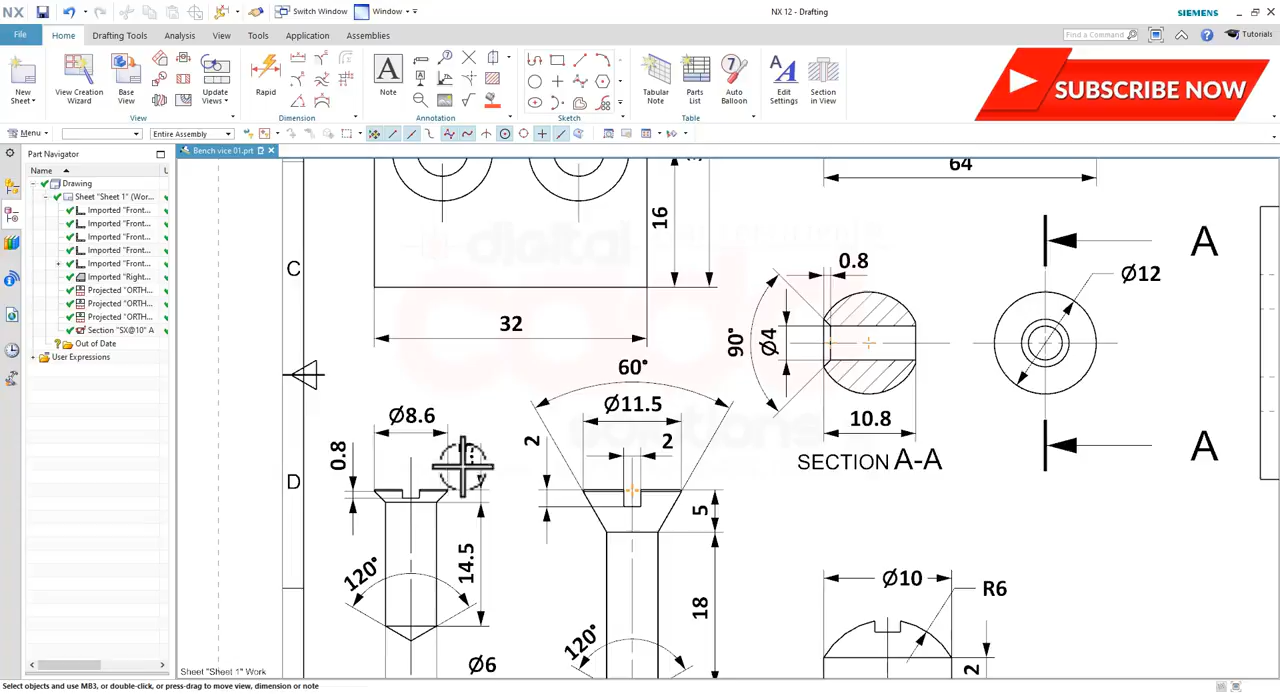 NX
Switch Window
Window
NX 12 - Drafting
SIEMENS
File
Home
Drafting Tools
Analysis
View
Tools
Application
Assemblies
Find a Command
Tutorials
New Sheet
View Creation Wizard
Base View
Update Views
Rapid
Note
Tabular Note
Parts List
Auto Balloon
Edit Settings
Section in View
View
Dimension
Annotation
Sketch
Table
SUBSCRIBE NOW
Menu
Entire Assembly
Part Navigator
Bench vice 01.prt
Name
Drawing
Sheet "Sheet 1" (Wor...
Imported "Front...
Imported "Front...
Imported "Front...
Imported "Front...
Imported "Front...
Imported "Right...
Projected "ORTH...
Projected "ORTH...
Projected "ORTH...
Section "SX@10" A
Out of Date
User Expressions
C
D
16
32
64
0.8
90°
Ø4
10.8
SECTION A-A
Ø12
A
A
60°
Ø11.5
2
2
5
18
120°
Ø8.6
0.8
14.5
120°
Ø6
Ø10
R6
2
digital
cad
solutions
Sheet "Sheet 1" Work
Select objects and use MB3, or double-click, or press-drag to move view, dimension or note